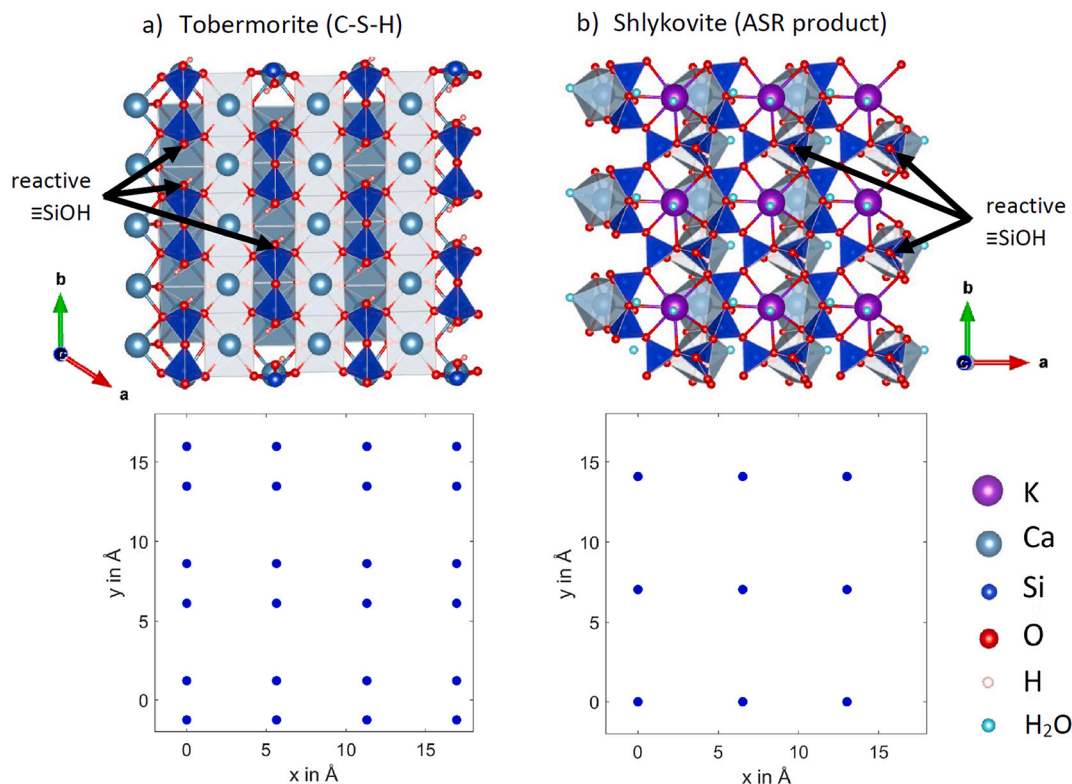 a) Tobermorite (C-S-H)
b) Shlykovite (ASR product)
reactive
≡SiOH
reactive
≡SiOH
b
a
b
c
a
15
10
5
0
y in Å
0
5
10
15
x in Å
15
10
5
0
y in Å
0
5
10
15
x in Å
K
Ca
Si
O
H
H₂O